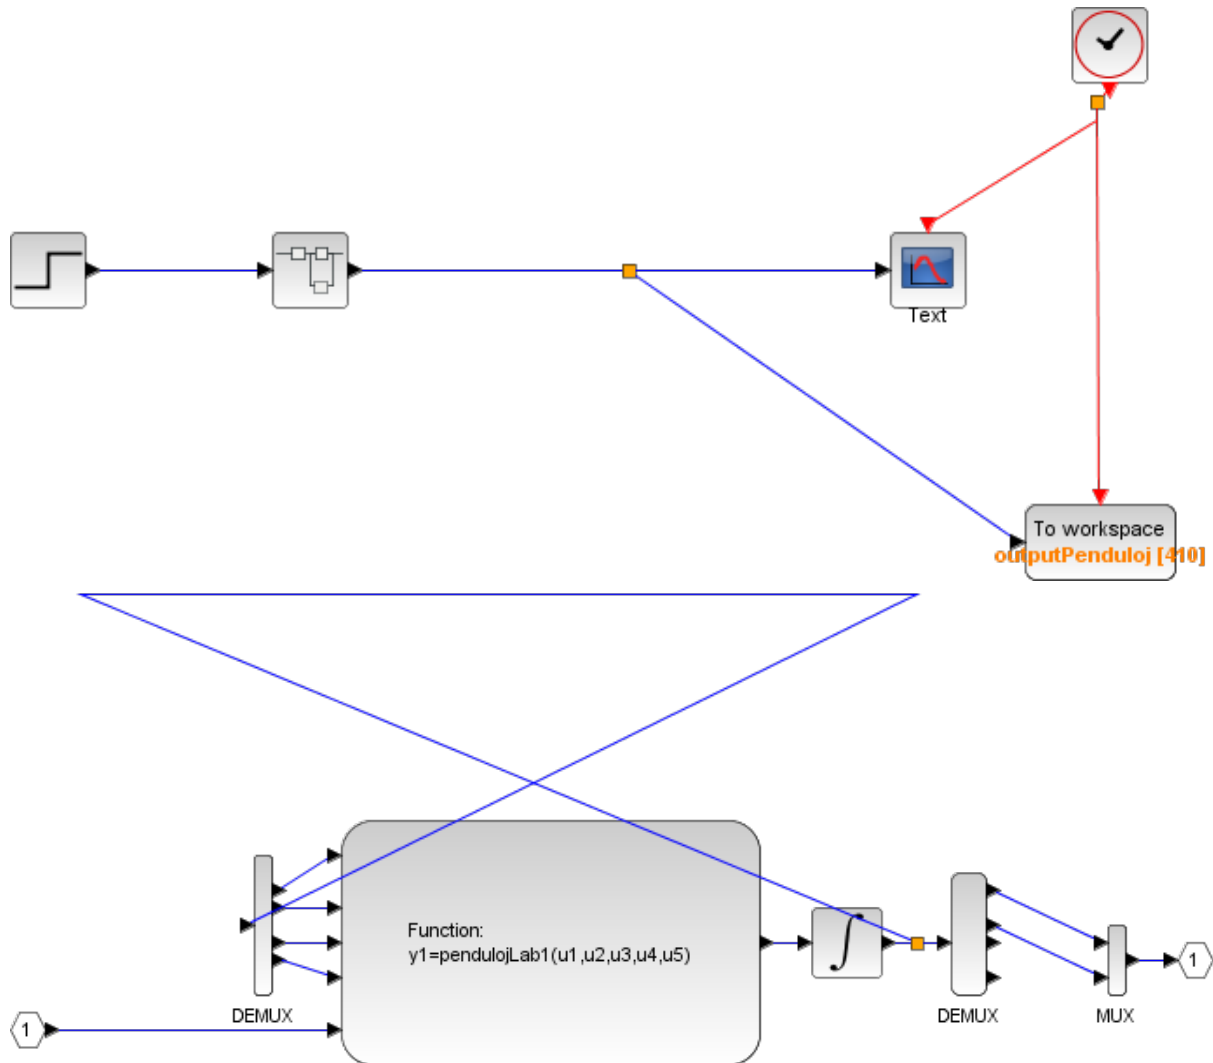 Text
To workspace
outputPenduloj [410]
Function:
y1=pendulojLab1(u1,u2,u3,u4,u5)
DEMUX
DEMUX
MUX
1
1